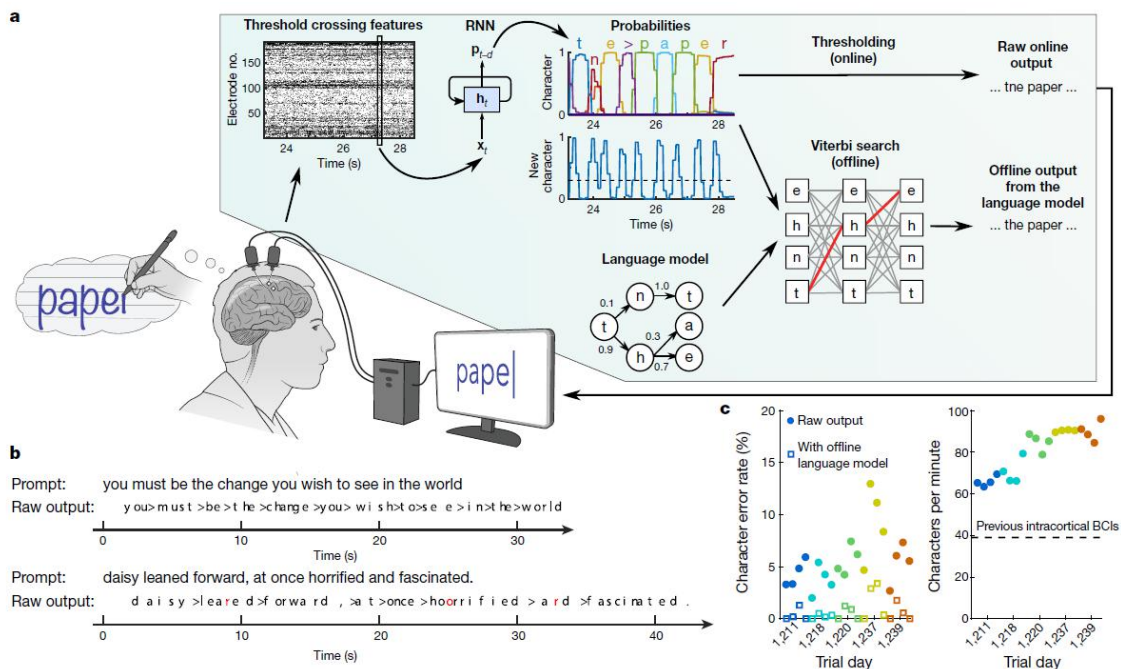 a
Threshold crossing features
Electrode no.
150
100
50
24 26 28
Time (s)
RNN
p t–d
h t
x t
Probabilities
t n e > p a p e r
Character
1
0
24 26 28
New character
1
0
24 26 28
Time (s)
Thresholding
(online)
Raw online
output
... tne paper ...
Viterbi search
(offline)
e e e
h h h
n n n
t t t
Offline output
from the
language model
... the paper ...
Language model
0.1 n 1.0 t
t 0.3 a
0.9 h 0.7 e
paper
pape
b
Prompt: you must be the change you wish to see in the world
Raw output: you>must>be>the>change>you>wish>to>see>in>the>world
0 10 20 30
Time (s)
Prompt: daisy leaned forward, at once horrified and fascinated.
Raw output: daisy>leared>forward,>at>once>hoorrified>ard>fascinated.
0 10 20 30 40
Time (s)
c
Character error rate (%)
20
15
10
5
0
Raw output
With offline
language model
1,211 1,218 1,220 1,237 1,239
Trial day
Characters per minute
100
80
60
40
20
0
Previous intracortical BCIs
1,211 1,218 1,220 1,237 1,239
Trial day